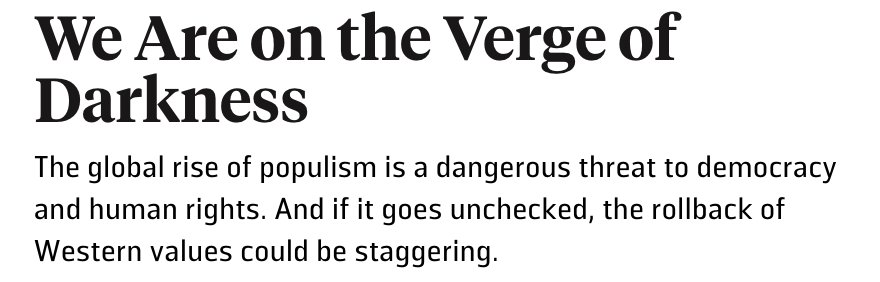 We Are on the Verge of
Darkness
The global rise of populism is a dangerous threat to democracy
and human rights. And if it goes unchecked, the rollback of
Western values could be staggering.